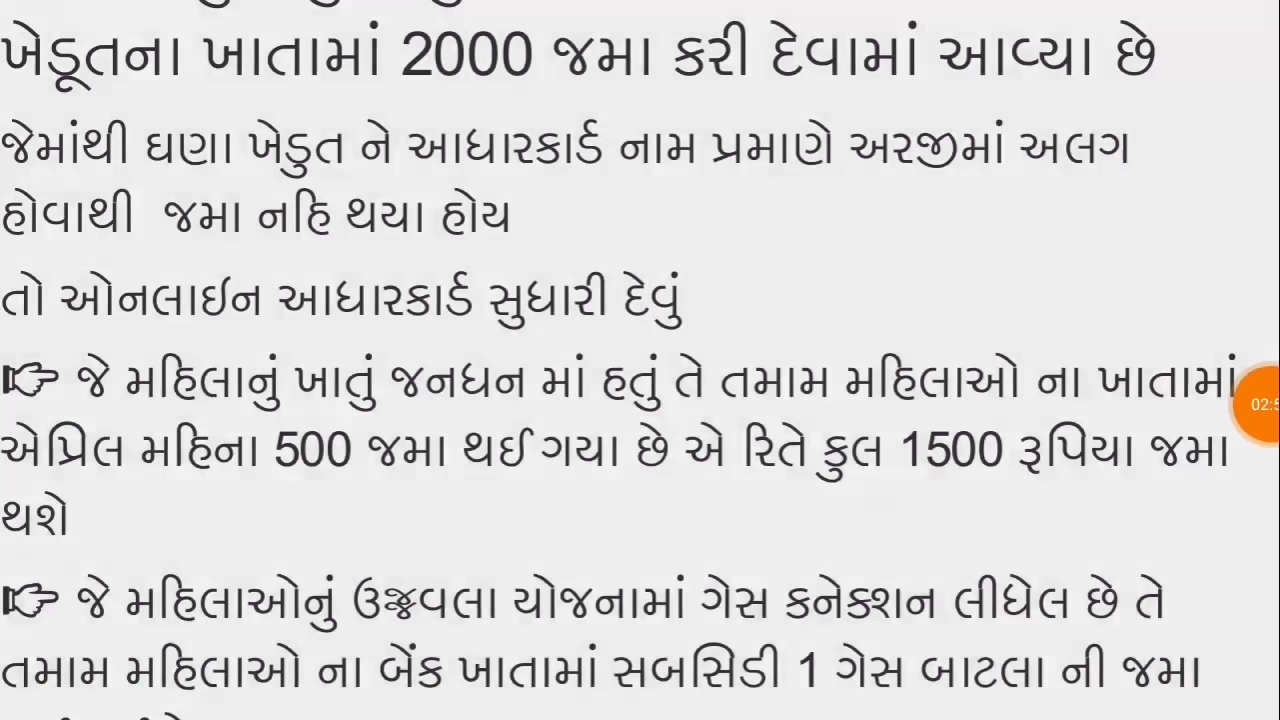 ખેડૂતના ખાતામાં 2000 જમા કરી દેવામાં આવ્યા છે
જેમાંથી ઘણા ખેડુત ને આધારકાર્ડ નામ પ્રમાણે અરજીમાં અલગ
હોવાથી જમા નહિ થયા હોય
તો ઓનલાઈન આધારકાર્ડ સુધારી દેવું
☞ જે મહિલાનું ખાતું જનધન માં હતું તે તમામ મહિલાઓ ના ખાતામાં
એપ્રિલ મહિના 500 જમા થઈ ગયા છે એ રિતે કુલ 1500 રૂપિયા જમા
થશે
☞ જે મહિલાઓનું ઉજ્જવલા યોજનામાં ગેસ કનેક્શન લીધેલ છે તે
તમામ મહિલાઓ ના બેંક ખાતામાં સબસિડી 1 ગેસ બાટલા ની જમા